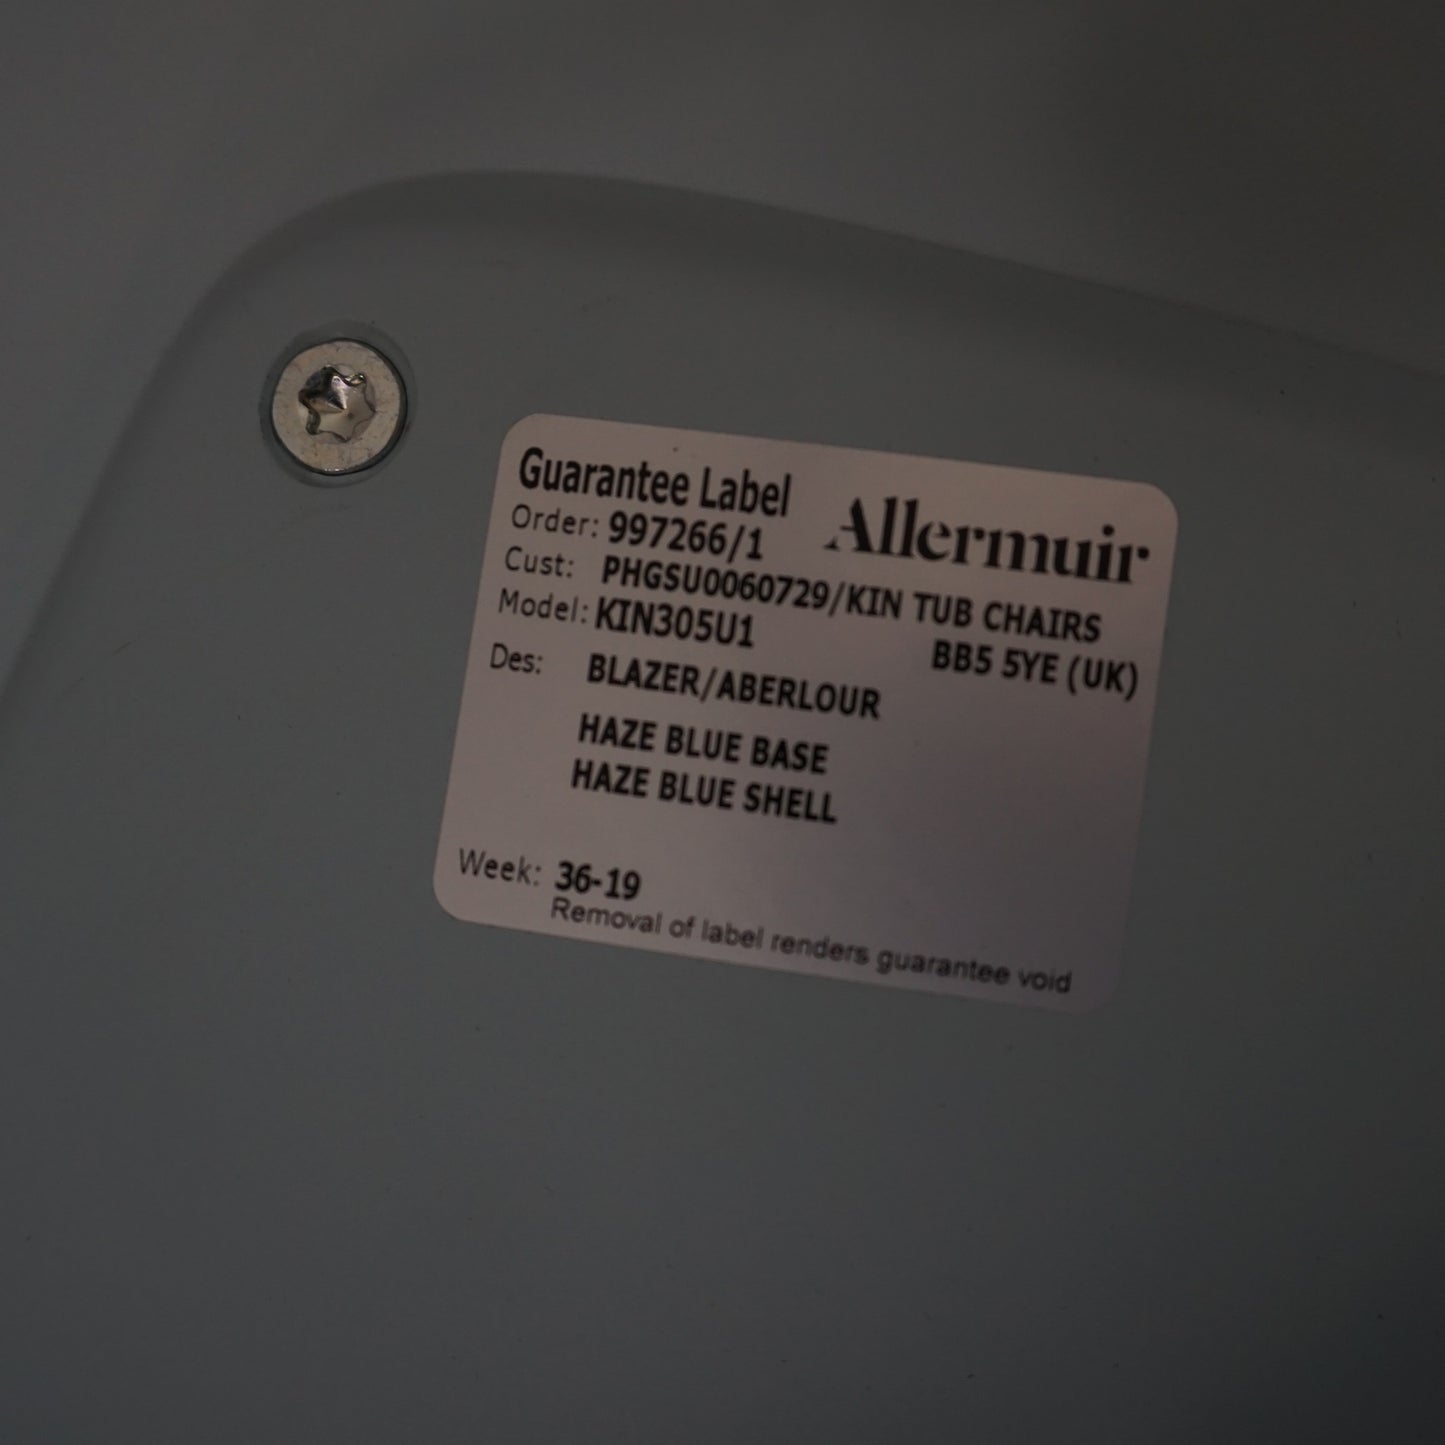 Guarantee Label
Allermuir
Order: 997266/1
Cust: PHGSU0060729/KIN TUB CHAIRS
Model: KIN305U1
BB5 5YE (UK)
Des: BLAZER/ABERLOUR
HAZE BLUE BASE
HAZE BLUE SHELL
Week: 36-19
Removal of label renders guarantee void